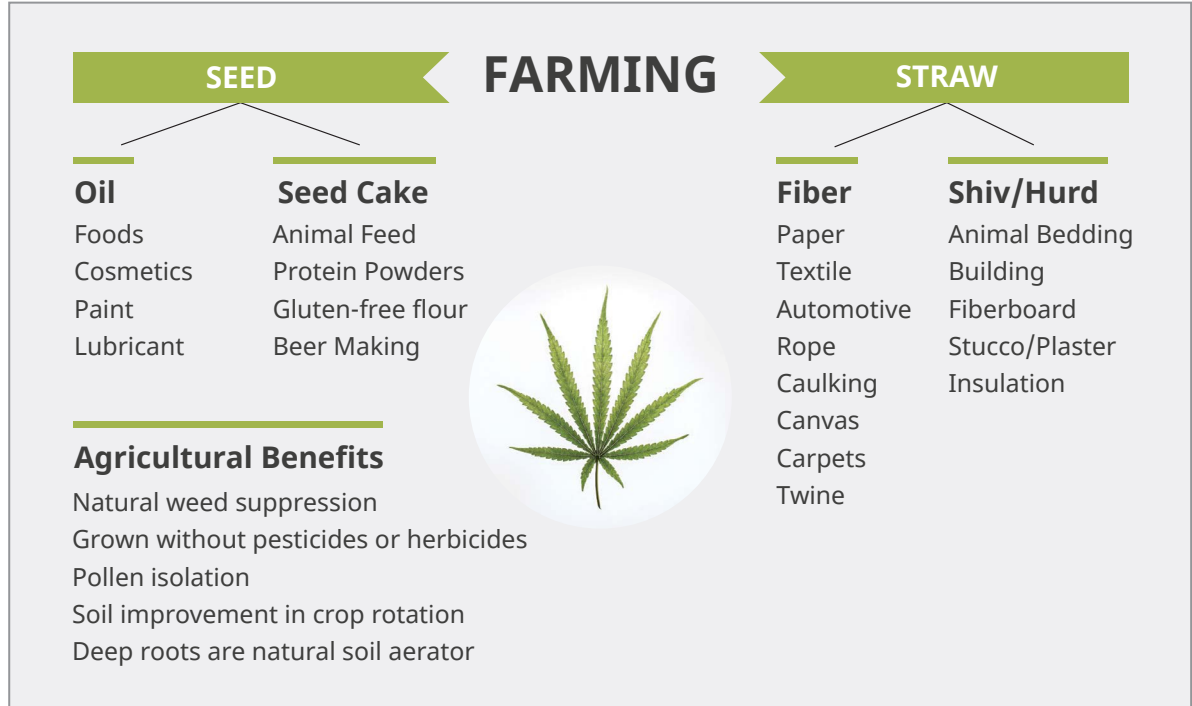 FARMING
SEED
Oil
Foods
Cosmetics
Paint
Lubricant
Seed Cake
Animal Feed
Protein Powders
Gluten-free flour
Beer Making
Agricultural Benefits
Natural weed suppression
Grown without pesticides or herbicides
Pollen isolation
Soil improvement in crop rotation
Deep roots are natural soil aerator
STRAW
Fiber
Paper
Textile
Automotive
Rope
Caulking
Canvas
Carpets
Twine
Shiv/Hurd
Animal Bedding
Building
Fiberboard
Stucco/Plaster
Insulation